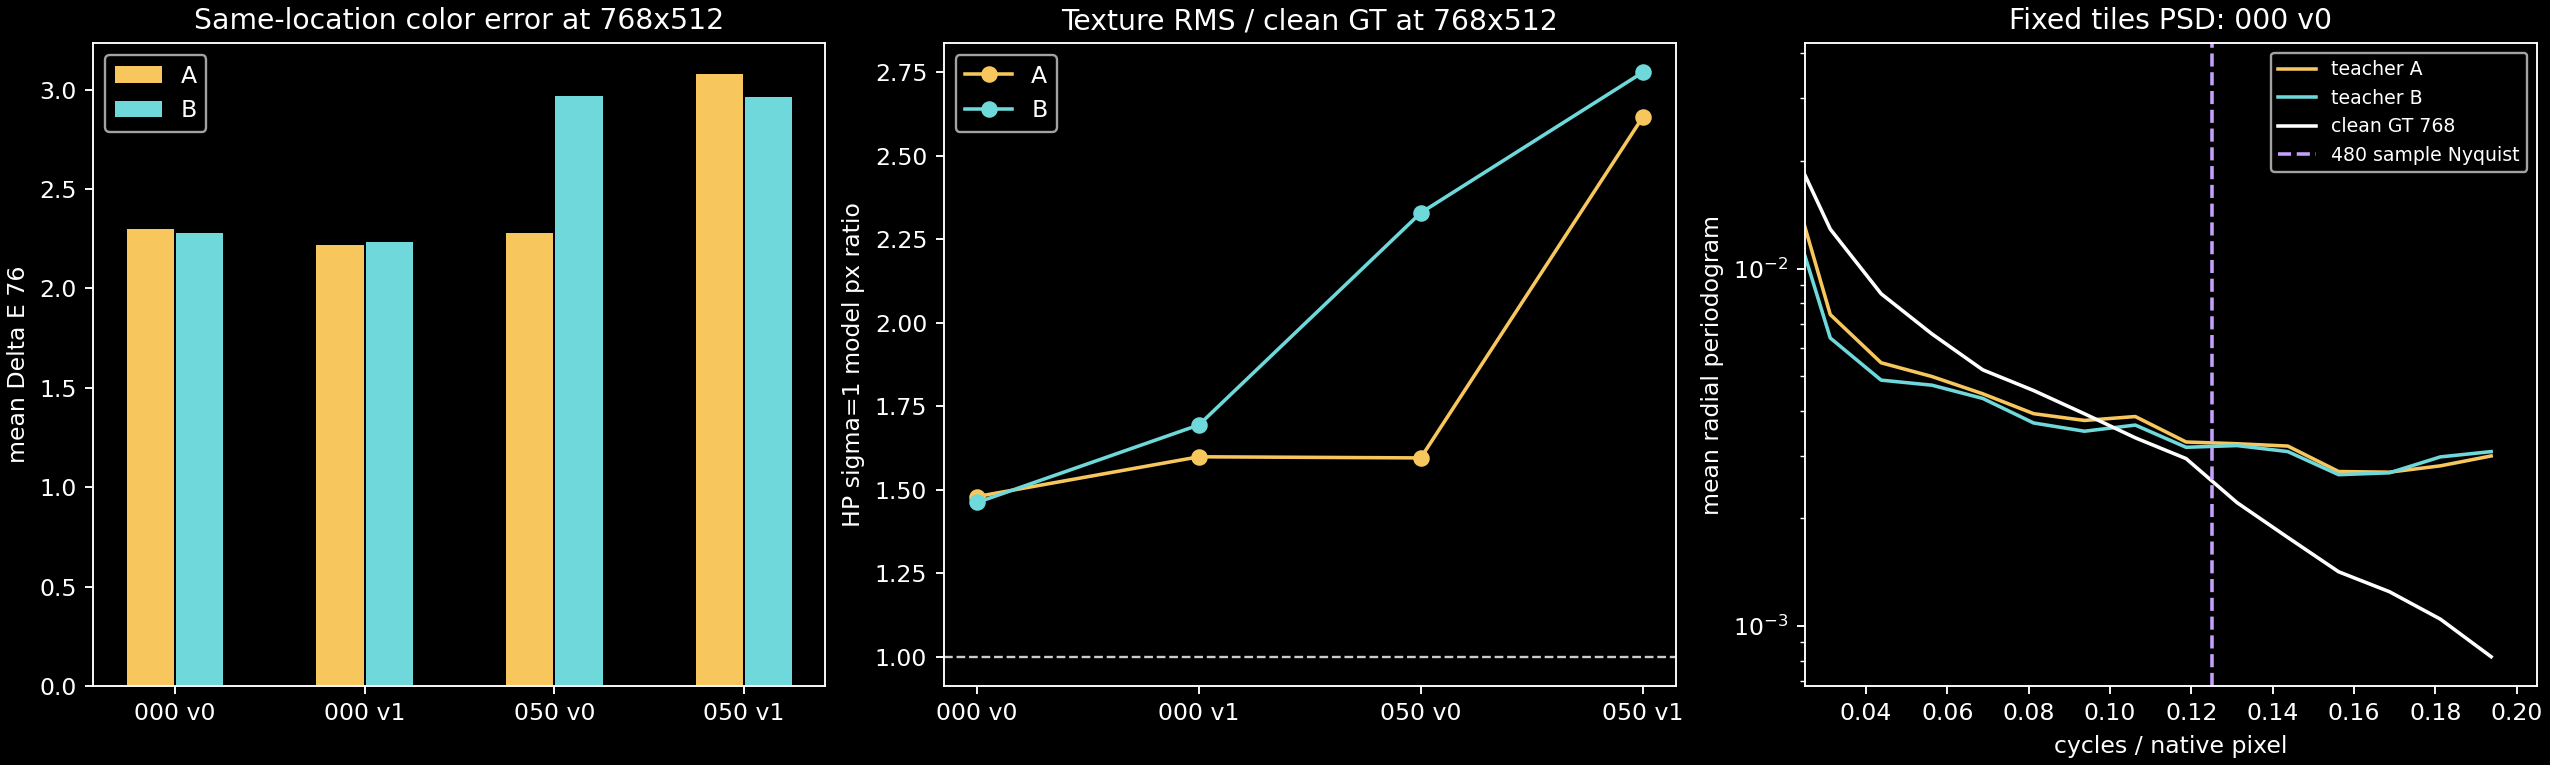 Same-location color error at 768x512
A
B
mean Delta E 76
3.0
2.5
2.0
1.5
1.0
0.5
0.0
000 v0
000 v1
050 v0
050 v1
Texture RMS / clean GT at 768x512
A
B
HP sigma=1 model px ratio
2.75
2.50
2.25
2.00
1.75
1.50
1.25
1.00
000 v0
000 v1
050 v0
050 v1
Fixed tiles PSD: 000 v0
teacher A
teacher B
clean GT 768
480 sample Nyquist
mean radial periodogram
10⁻²
10⁻³
0.04
0.06
0.08
0.10
0.12
0.14
0.16
0.18
0.20
cycles / native pixel